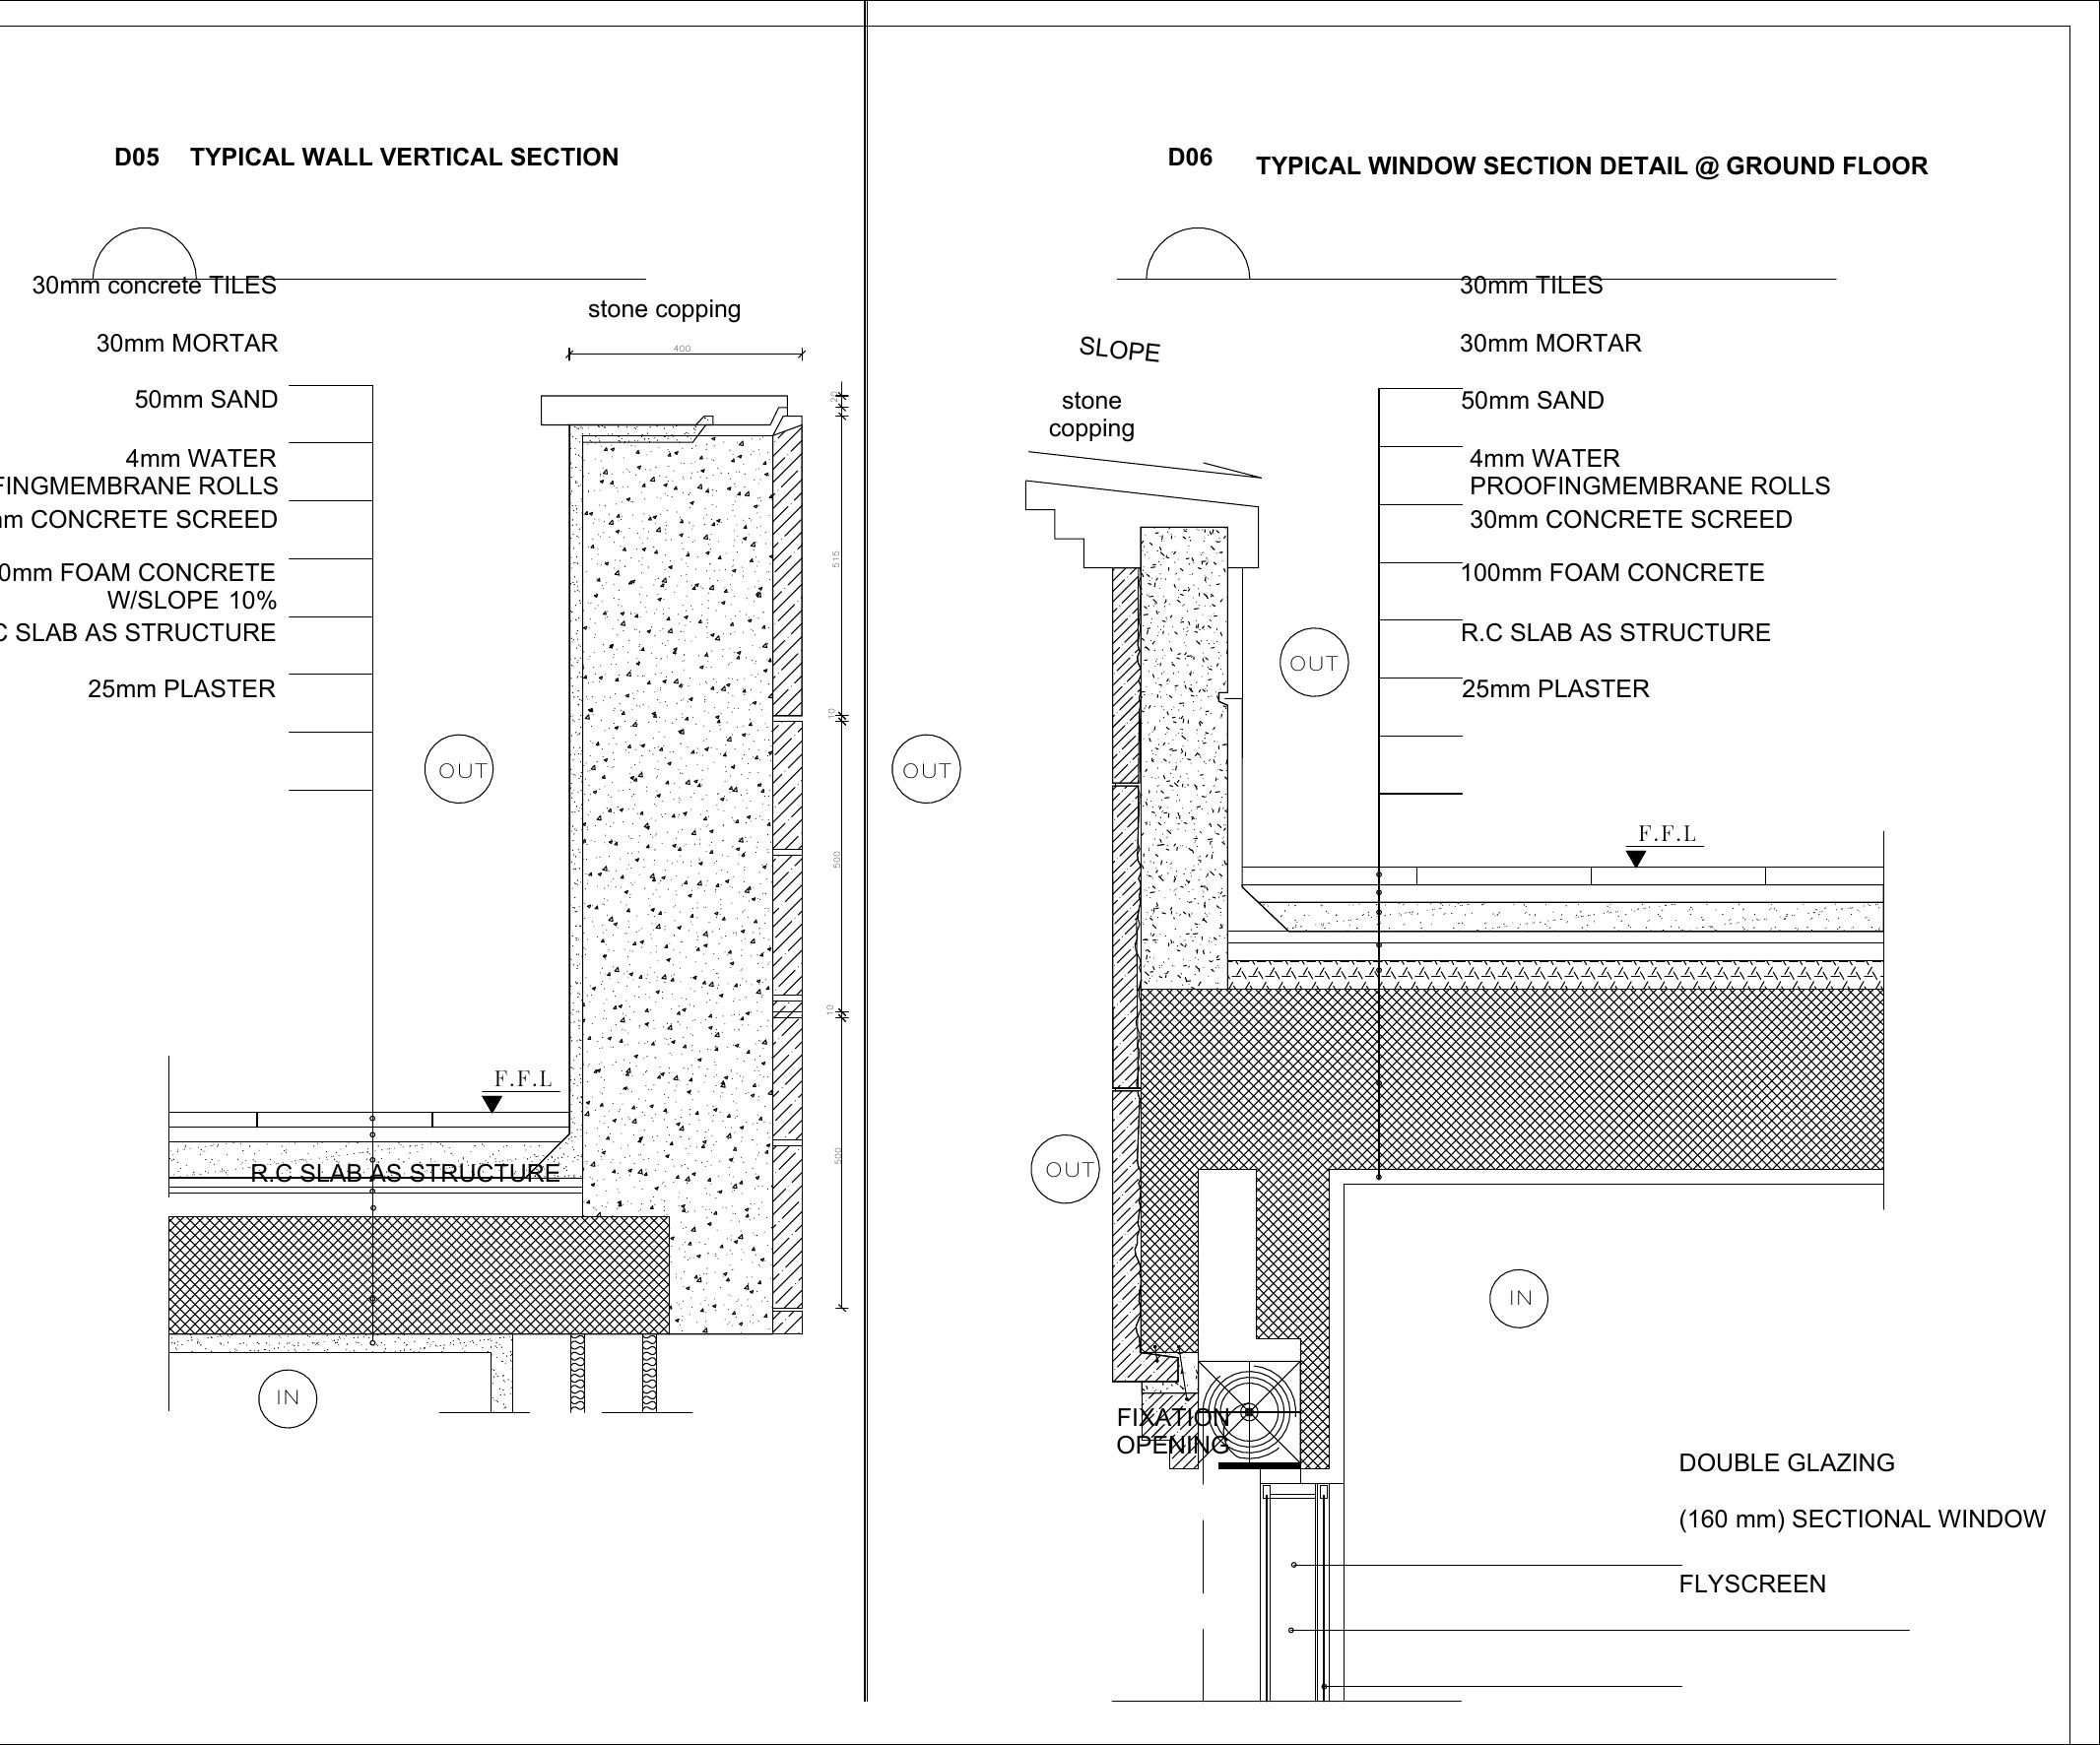 D05 TYPICAL WALL VERTICAL SECTION
30mm concrete TILES
stone copping
400
30mm MORTAR
50mm SAND
4mm WATER
FINGMEMBRANE ROLLS
m CONCRETE SCREED
0mm FOAM CONCRETE
W/SLOPE 10%
C SLAB AS STRUCTURE
25mm PLASTER
20
515
10
500
10
500
OUT
OUT
F.F.L
R.C SLAB AS STRUCTURE
IN
D06 TYPICAL WINDOW SECTION DETAIL @ GROUND FLOOR
30mm TILES
30mm MORTAR
SLOPE
stone
copping
50mm SAND
4mm WATER
PROOFINGMEMBRANE ROLLS
30mm CONCRETE SCREED
100mm FOAM CONCRETE
R.C SLAB AS STRUCTURE
25mm PLASTER
OUT
F.F.L
OUT
IN
FIXATION
OPENING
DOUBLE GLAZING
(160 mm) SECTIONAL WINDOW
FLYSCREEN